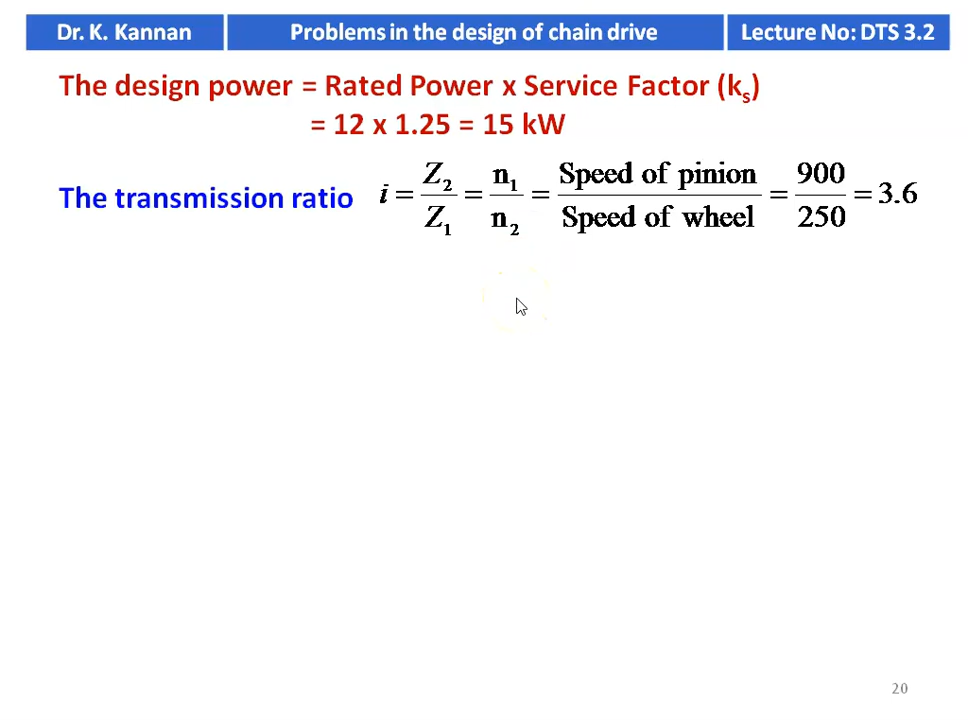 Dr. K. Kannan Problems in the design of chain drive Lecture No: DTS 3.2
The design power = Rated Power x Service Factor (kₛ)
= 12 x 1.25 = 15 kW
The transmission ratio i = Z₂/Z₁ = n₁/n₂ = Speed of pinion/Speed of wheel = 900/250 = 3.6
20